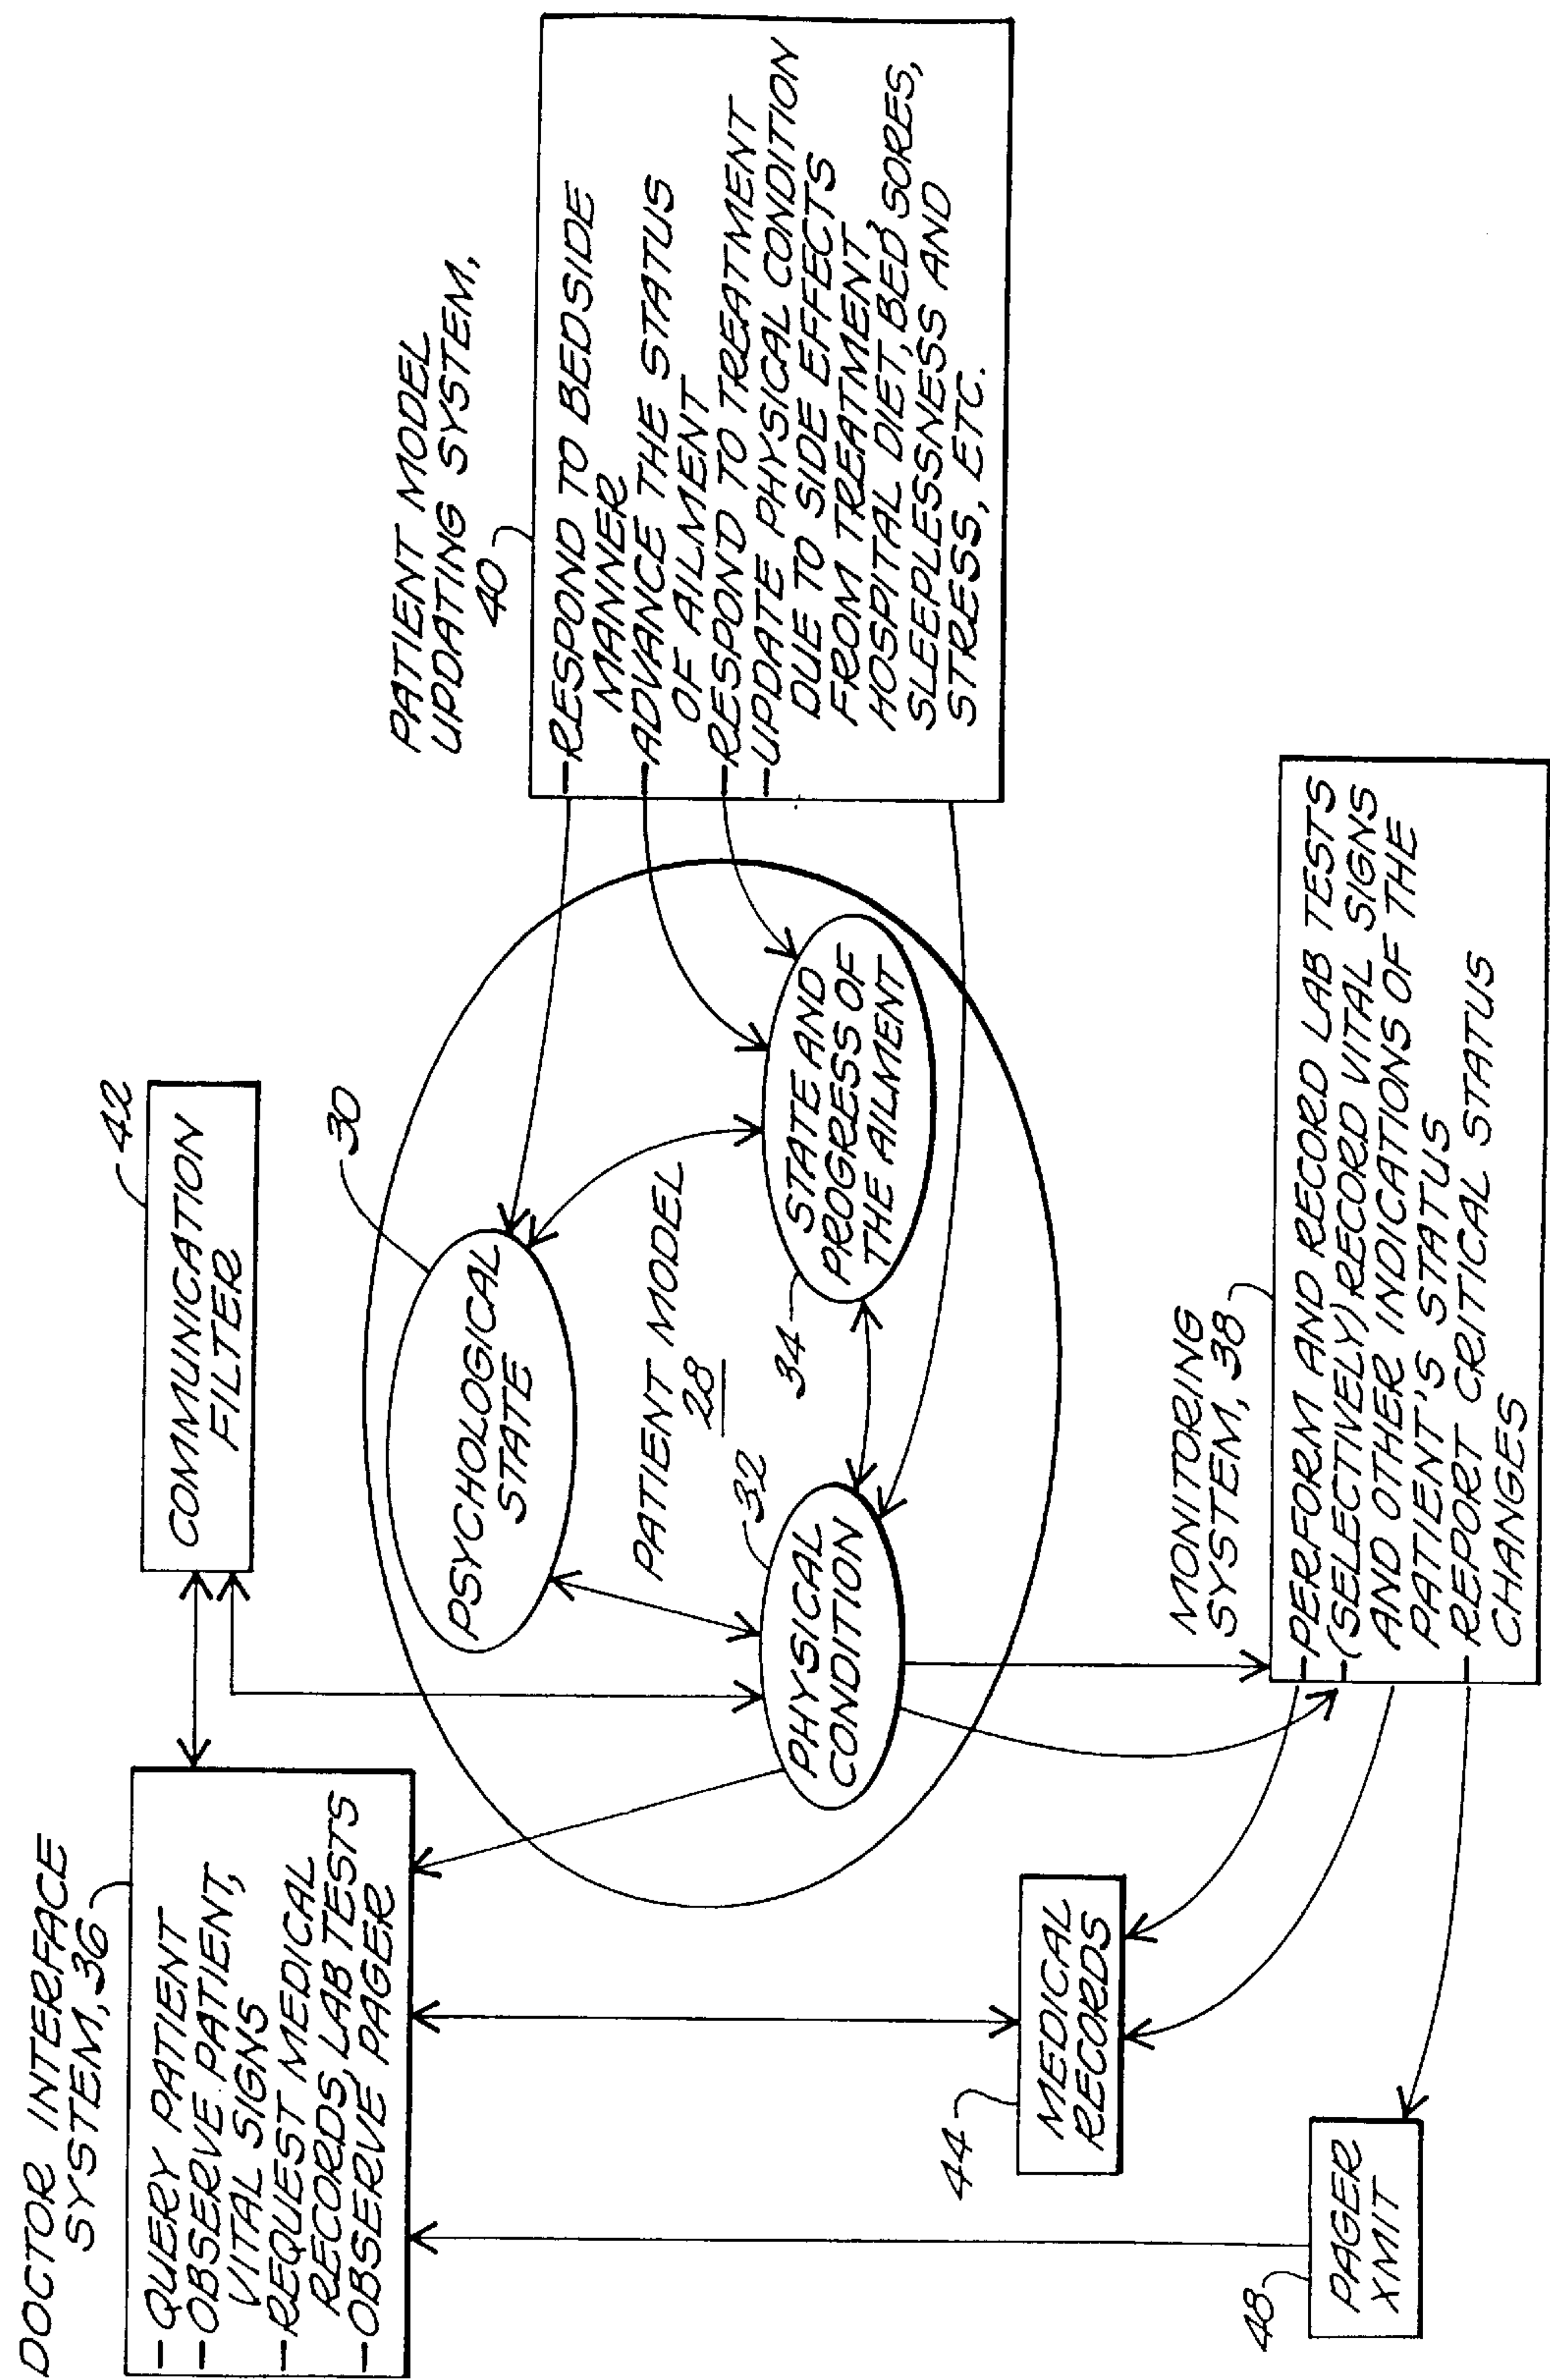 DOCTOR INTERFACE
SYSTEM, 36
-QUERY PATIENT
-OBSERVE PATIENT,
VITAL SIGNS
-REQUEST MEDICAL
RECORDS, LAB TESTS
-OBSERVE PAGER
42
COMMUNICATION
FILTER
30
PSYCHOLOGICAL
STATE
PATIENT MODEL
28
32
PHYSICAL
CONDITION
34
STATE AND
PROGRESS OF
THE AILMENT
PATIENT MODEL
UPDATING SYSTEM,
40
-RESPOND TO BEDSIDE
MANNER
-ADVANCE THE STATUS
OF AILMENT
-RESPOND TO TREATMENT
-UPDATE PHYSICAL CONDITION
DUE TO SIDE EFFECTS
FROM TREATMENT,
HOSPITAL DIET, BED SORES,
SLEEPLESSNESS AND
STRESS, ETC.
44
MEDICAL
RECORDS
48
PAGER
XMIT
MONITORING
SYSTEM, 38
-PERFORM AND RECORD LAB TESTS
-(SELECTIVELY) RECORD VITAL SIGNS
AND OTHER INDICATIONS OF THE
PATIENT'S STATUS
-REPORT CRITICAL STATUS
CHANGES